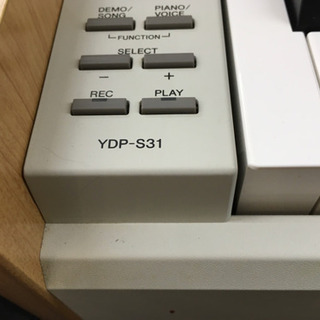 DEMO/ PIANO/
SONG VOICE
FUNCTION
SELECT
− +
REC PLAY
YDP-S31